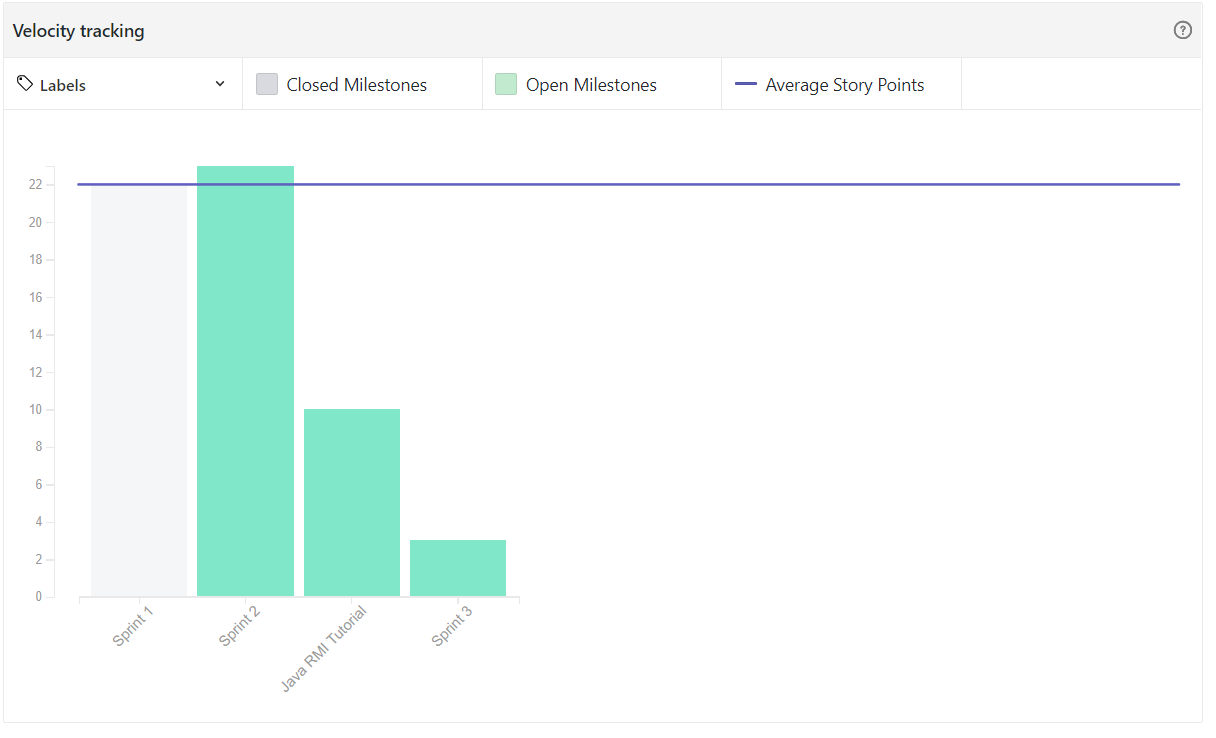 Velocity tracking
Labels
Closed Milestones
Open Milestones
Average Story Points
22
20
18
16
14
12
10
8
6
4
2
0
Sprint 1
Sprint 2
Java RMI Tutorial
Sprint 3